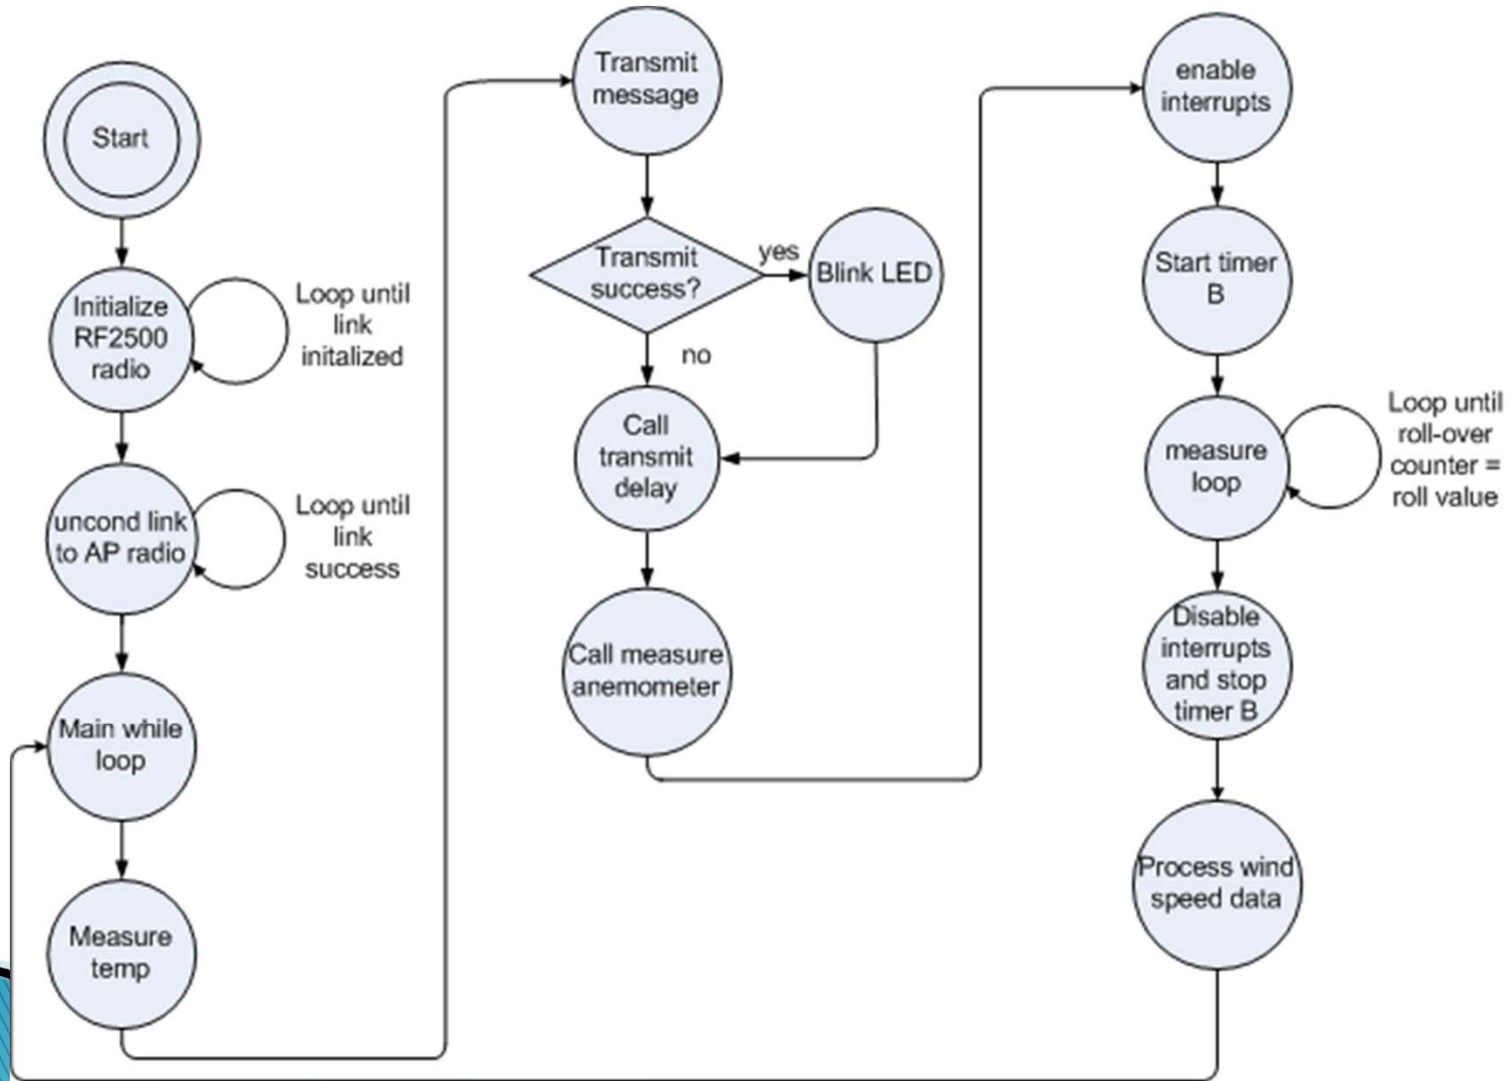 Start
Initialize
RF2500
radio
Loop until
link
initalized
uncond link
to AP radio
Loop until
link
success
Main while
loop
Measure
temp
Transmit
message
Transmit
success?
yes
Blink LED
no
Call
transmit
delay
Call measure
anemometer
enable
interrupts
Start timer
B
measure
loop
Loop until
roll-over
counter =
roll value
Disable
interrupts
and stop
timer B
Process wind
speed data